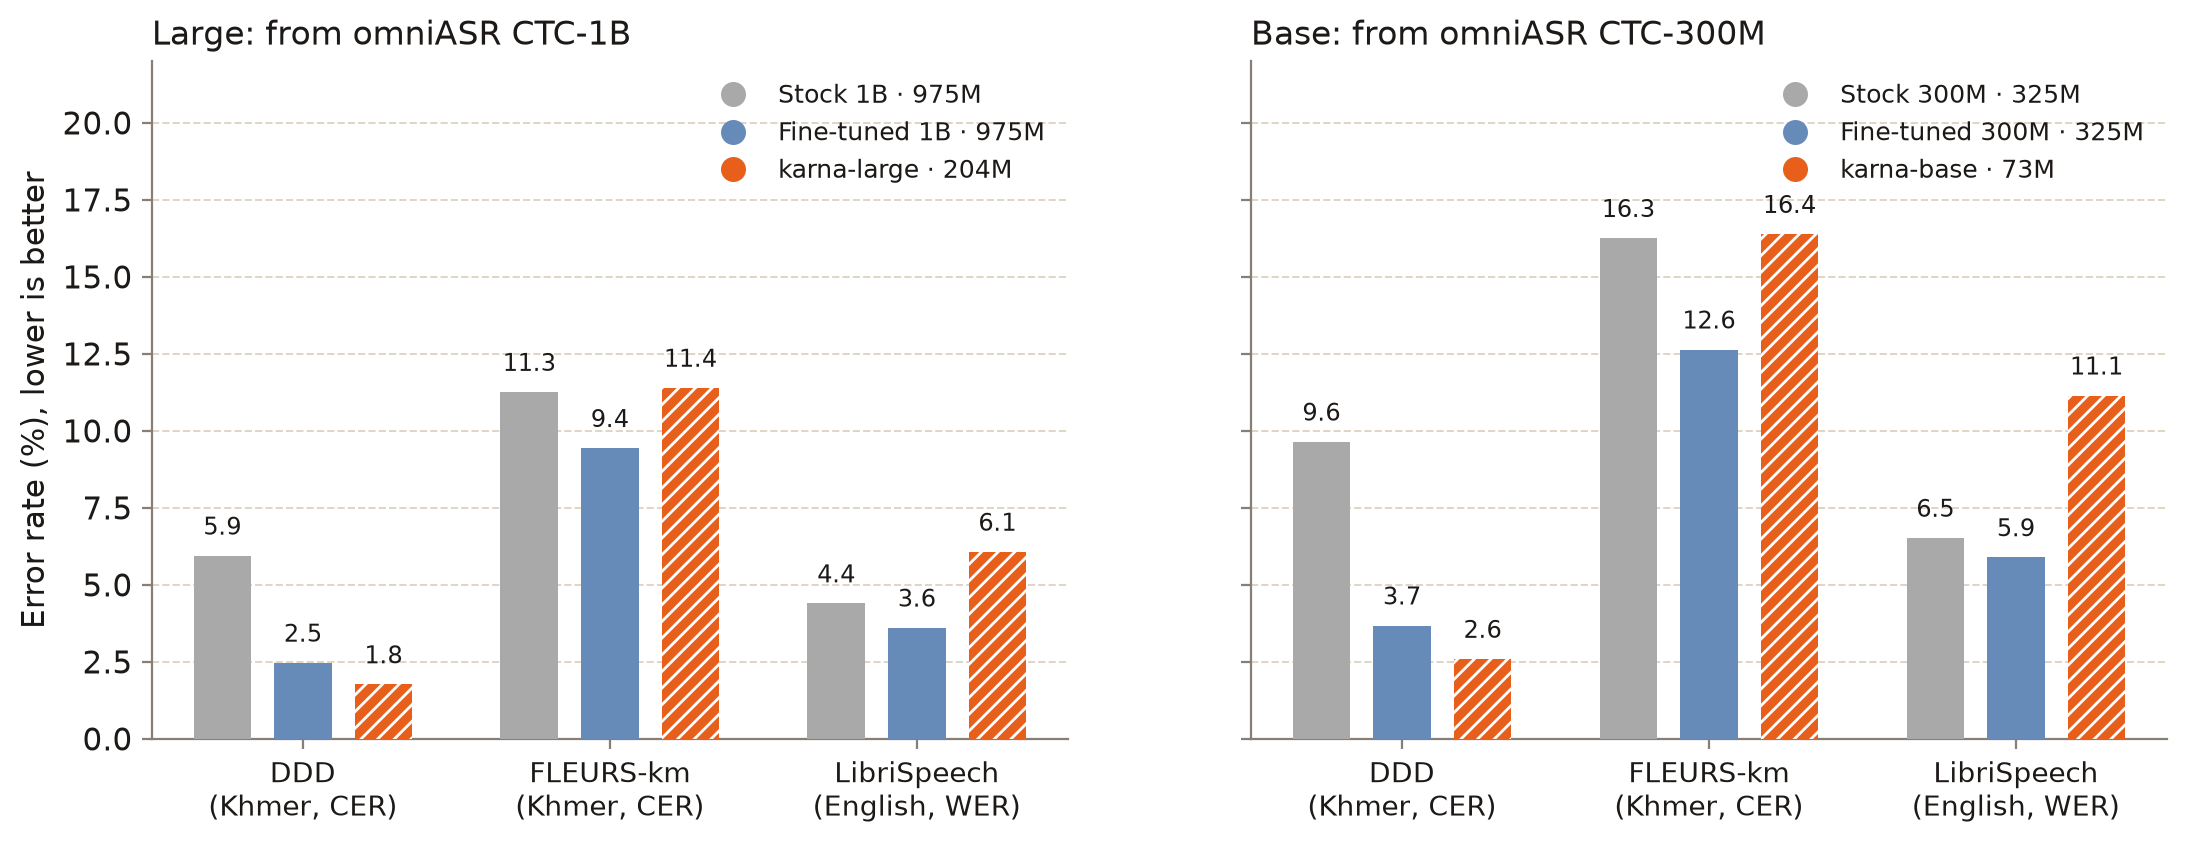 Large: from omniASR CTC-1B
Stock 1B · 975M
Fine-tuned 1B · 975M
karna-large · 204M
Error rate (%), lower is better
20.0
17.5
15.0
12.5
10.0
7.5
5.0
2.5
0.0
5.9
2.5
1.8
11.3
9.4
11.4
4.4
3.6
6.1
DDD
(Khmer, CER)
FLEURS-km
(Khmer, CER)
LibriSpeech
(English, WER)
Base: from omniASR CTC-300M
Stock 300M · 325M
Fine-tuned 300M · 325M
karna-base · 73M
9.6
3.7
2.6
16.3
12.6
16.4
6.5
5.9
11.1
DDD
(Khmer, CER)
FLEURS-km
(Khmer, CER)
LibriSpeech
(English, WER)